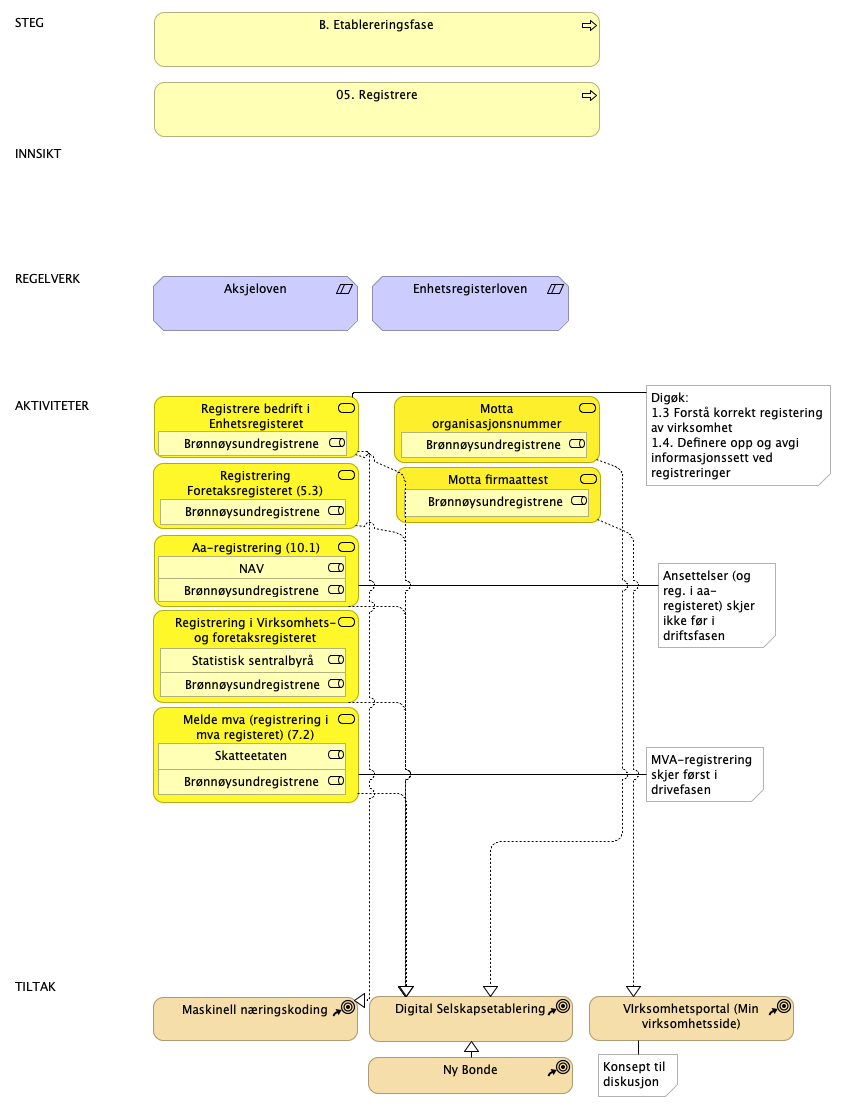 STEG
B. Etablereringsfase
05. Registrere
INNSIKT
REGELVERK
Aksjeloven
Enhetsregisterloven
AKTIVITETER
Registrere bedrift i
Enhetsregisteret
Brønnøysundregistrene
Motta
organisasjonsnummer
Brønnøysundregistrene
Digøk:
1.3 Forstå korrekt registering
av virksomhet
1.4. Definere opp og avgi
informasjonssett ved
registreringer
Registrering
Foretaksregisteret (5.3)
Brønnøysundregistrene
Motta firmaattest
Brønnøysundregistrene
Aa-registrering (10.1)
NAV
Brønnøysundregistrene
Ansettelser (og
reg. i aa-
registeret) skjer
ikke før i
driftsfasen
Registrering i Virksomhets-
og foretaksregisteret
Statistisk sentralbyrå
Brønnøysundregistrene
Melde mva (registrering i
mva registeret) (7.2)
Skatteetaten
Brønnøysundregistrene
MVA-registrering
skjer først i
drivefasen
TILTAK
Maskinell næringskoding
Digital Selskapsetablering
VIrksomhetsportal (Min
virksomhetsside)
Ny Bonde
Konsept til
diskusjon